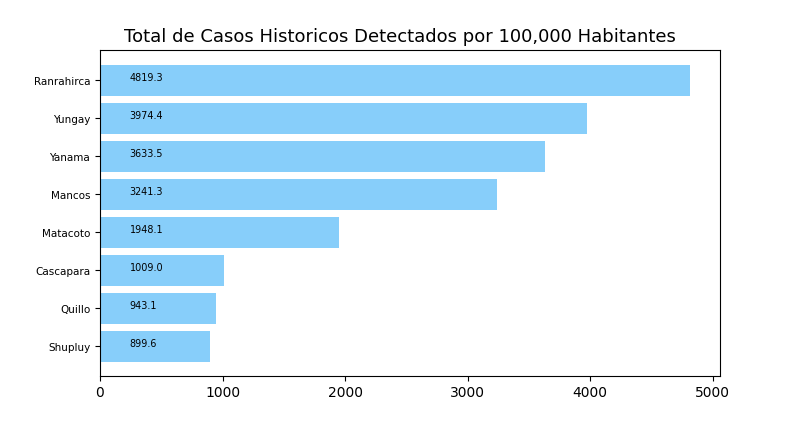 Total de Casos Historicos Detectados por 100,000 Habitantes
Ranrahirca 4819.3
Yungay 3974.4
Yanama 3633.5
Mancos 3241.3
Matacoto 1948.1
Cascapara 1009.0
Quillo 943.1
Shupluy 899.6
0 1000 2000 3000 4000 5000